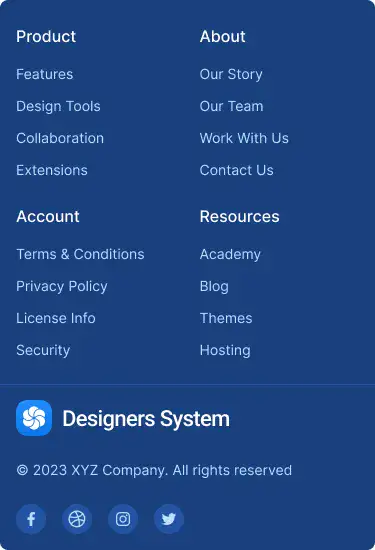 Product
Features
Design Tools
Collaboration
Extensions
About
Our Story
Our Team
Work With Us
Contact Us
Account
Terms & Conditions
Privacy Policy
License Info
Security
Resources
Academy
Blog
Themes
Hosting
Designers System
© 2023 XYZ Company. All rights reserved